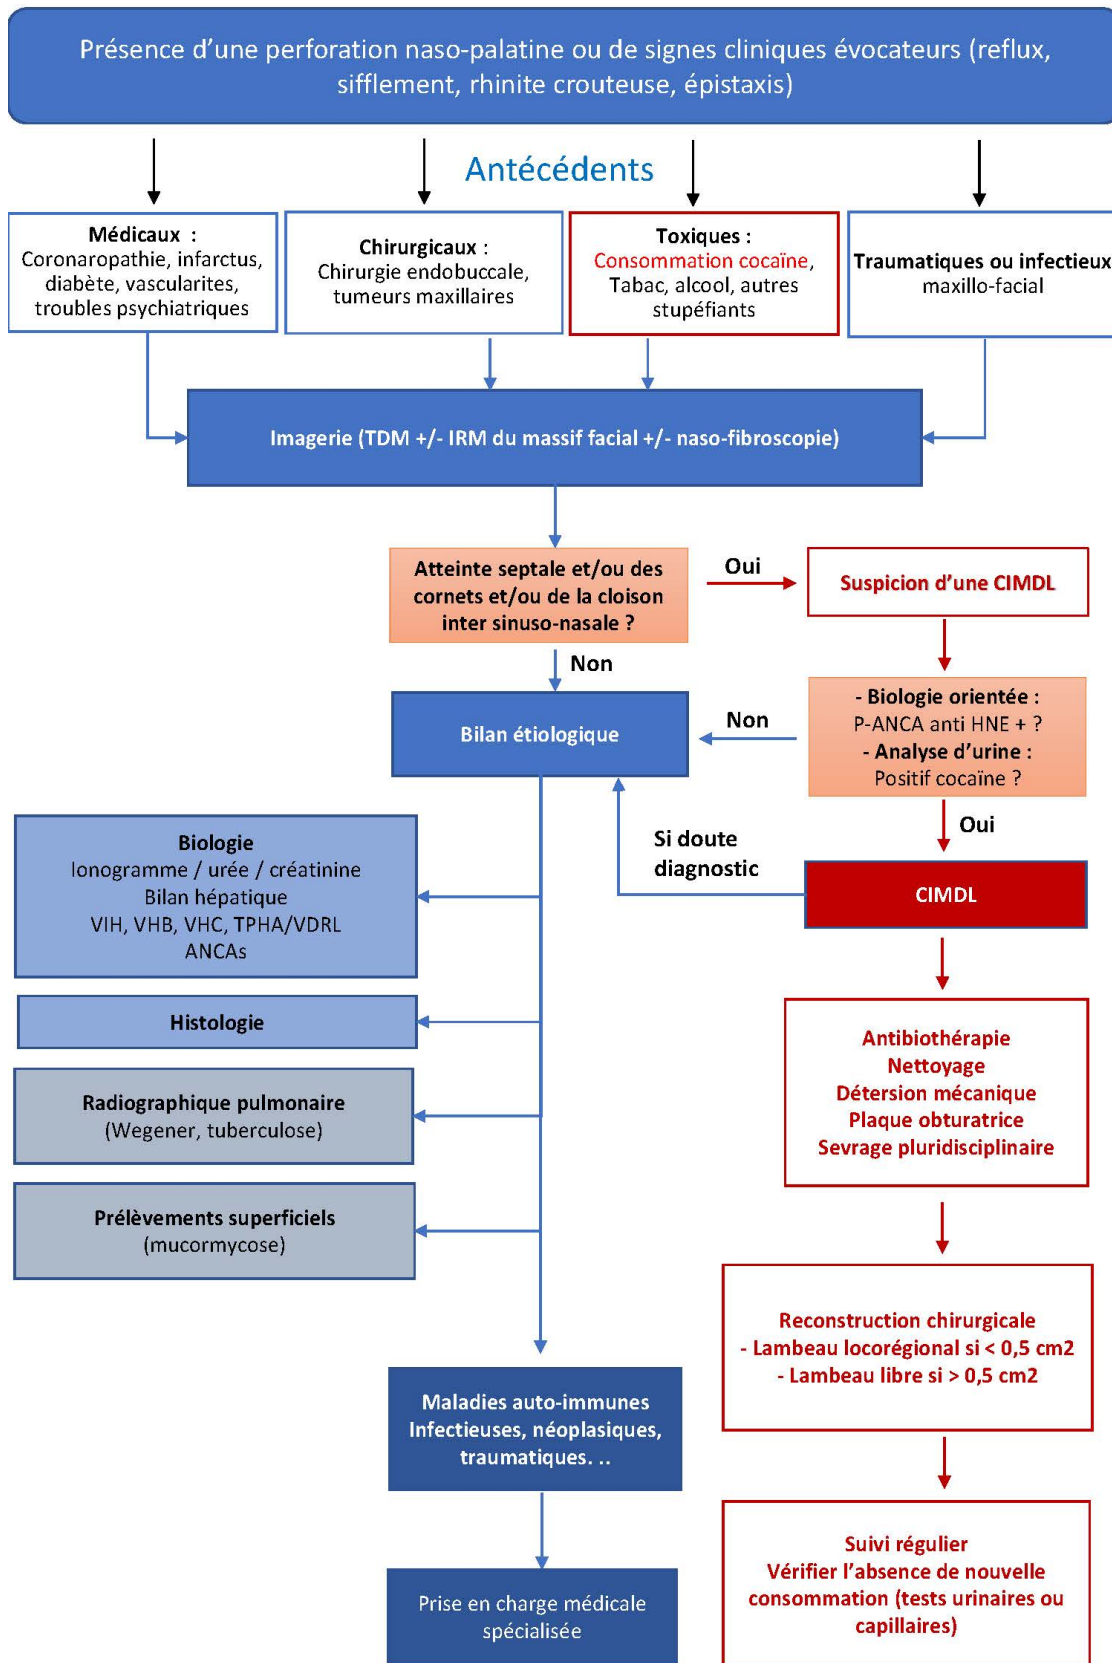 Présence d’une perforation naso-palatine ou de signes cliniques évocateurs (reflux,
sifflement, rhinite crouteuse, épistaxis)
Antécédents
Médicaux :
Coronaropathie, infarctus,
diabète, vascularites,
troubles psychiatriques
Chirurgicaux :
Chirurgie endobuccale,
tumeurs maxillaires
Toxiques :
Consommation cocaïne,
Tabac, alcool, autres
stupéfiants
Traumatiques ou infectieux
maxillo-facial
Imagerie (TDM +/- IRM du massif facial +/- naso-fibroscopie)
Atteinte septale et/ou des
cornets et/ou de la cloison
inter sinuso-nasale ?
Oui
Suspicion d’une CIMDL
Non
Bilan étiologique
Non
- Biologie orientée :
P-ANCA anti HNE + ?
- Analyse d’urine :
Positif cocaïne ?
Oui
Si doute
diagnostic
CIMDL
Biologie
Ionogramme / urée / créatinine
Bilan hépatique
VIH, VHB, VHC, TPHA/VDRL
ANCAs
Histologie
Radiographique pulmonaire
(Wegener, tuberculose)
Prélèvements superficiels
(mucormycose)
Antibiothérapie
Nettoyage
Détersion mécanique
Plaque obturatrice
Sevrage pluridisciplinaire
Reconstruction chirurgicale
- Lambeau locorégional si < 0,5 cm2
- Lambeau libre si > 0,5 cm2
Maladies auto-immunes
Infectieuses, néoplasiques,
traumatiques. ..
Suivi régulier
Vérifier l’absence de nouvelle
consommation (tests urinaires ou
capillaires)
Prise en charge médicale
spécialisée